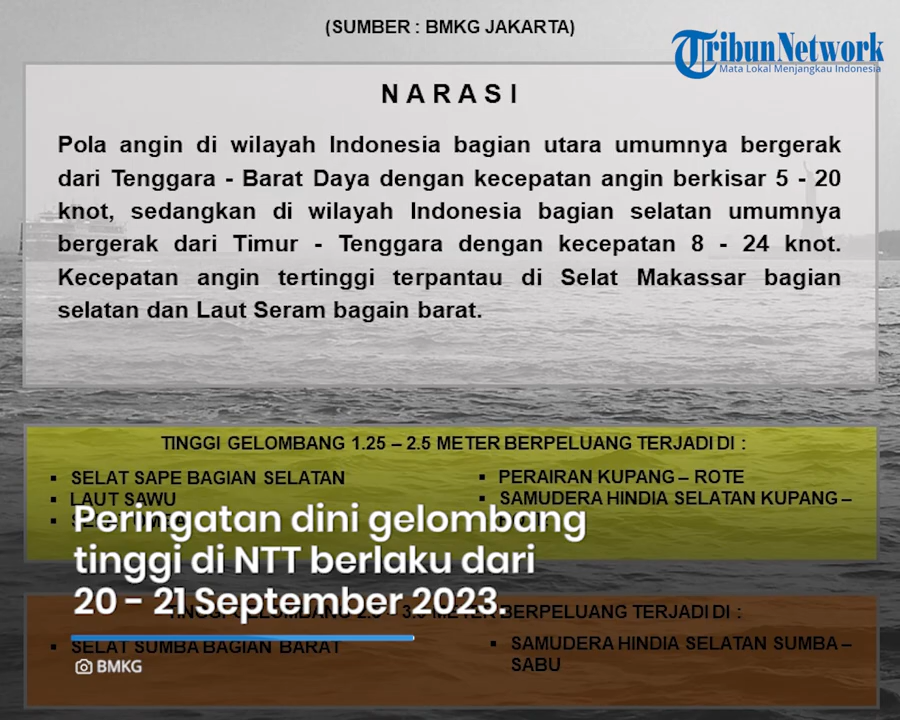 (SUMBER : BMKG JAKARTA)
Tribun Network
Mata Lokal Menjangkau Indonesia
NARASI
Pola angin di wilayah Indonesia bagian utara umumnya bergerak
dari Tenggara - Barat Daya dengan kecepatan angin berkisar 5 - 20
knot, sedangkan di wilayah Indonesia bagian selatan umumnya
bergerak dari Timur - Tenggara dengan kecepatan 8 - 24 knot.
Kecepatan angin tertinggi terpantau di Selat Makassar bagian
selatan dan Laut Seram bagain barat.
TINGGI GELOMBANG 1.25 – 2.5 METER BERPELUANG TERJADI DI :
▪ SELAT SAPE BAGIAN SELATAN
▪ LAUT SAWU
▪ PERAIRAN KUPANG – ROTE
▪ SAMUDERA HINDIA SELATAN KUPANG –
Peringatan dini gelombang
tinggi di NTT berlaku dari
20 - 21 September 2023.
TINGGI GELOMBANG METER BERPELUANG TERJADI DI :
▪ SELAT SUMBA BAGIAN BARAT
▪ SAMUDERA HINDIA SELATAN SUMBA –
SABU
BMKG